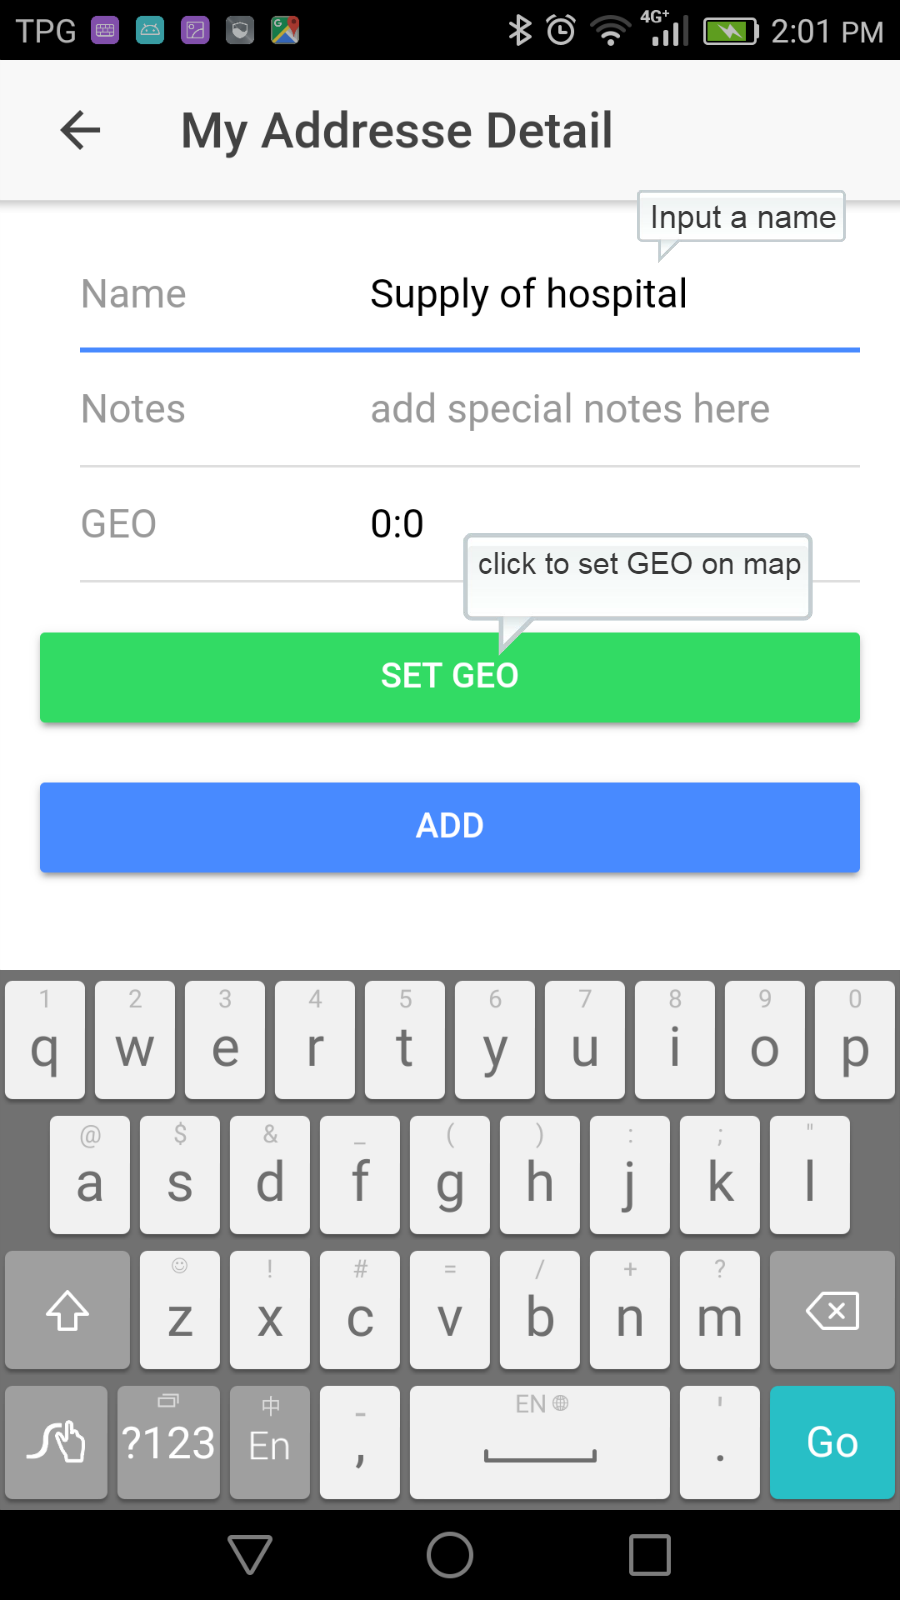 TPG 4G+ 2:01 PM
My Addresse Detail
Input a name
Name Supply of hospital
Notes add special notes here
GEO 0:0
click to set GEO on map
SET GEO
ADD
1 2 3 4 5 6 7 8 9 0
q w e r t y u i o p
@ $ & _ ( ) : ; "
a s d f g h j k l
! # = / + ?
z x c v b n m
中 - EN '
?123 En , . Go